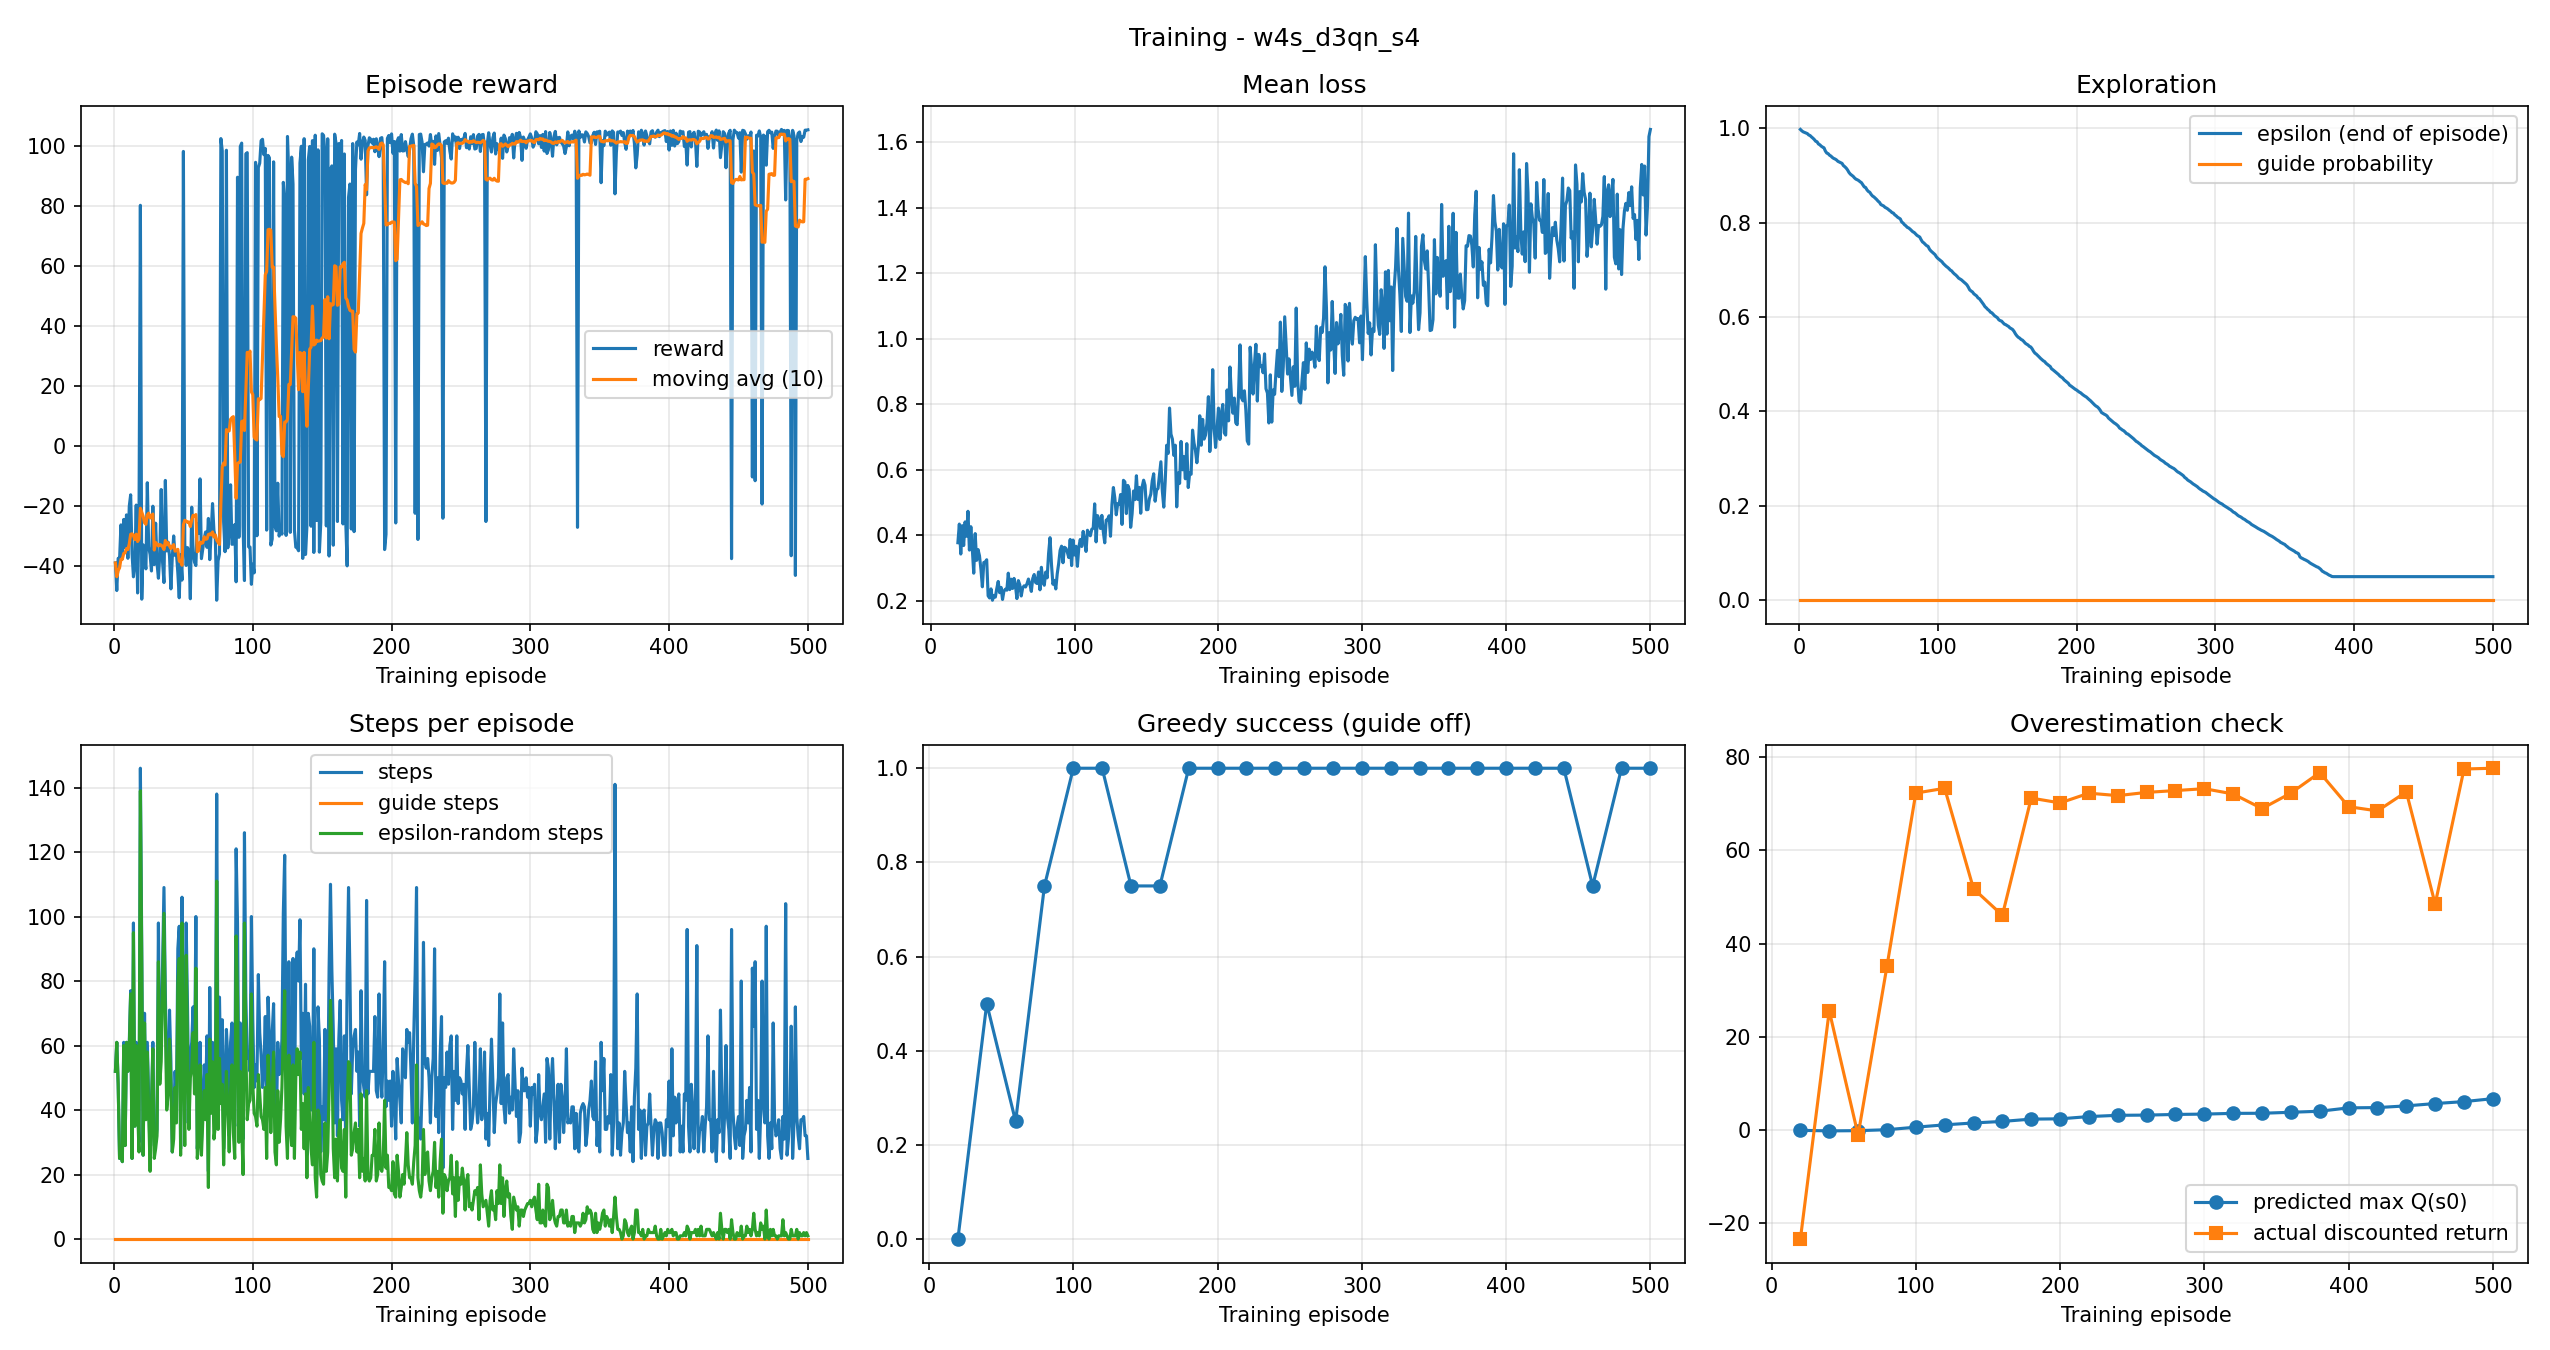 Training - w4s_d3qn_s4
Episode reward
100
80
60
40
20
0
−20
−40
0 100 200 300 400 500
reward
moving avg (10)
Training episode
Mean loss
1.6
1.4
1.2
1.0
0.8
0.6
0.4
0.2
0 100 200 300 400 500
Training episode
Exploration
1.0
0.8
0.6
0.4
0.2
0.0
0 100 200 300 400 500
epsilon (end of episode)
guide probability
Training episode
Steps per episode
140
120
100
80
60
40
20
0
0 100 200 300 400 500
steps
guide steps
epsilon-random steps
Training episode
Greedy success (guide off)
1.0
0.8
0.6
0.4
0.2
0.0
0 100 200 300 400 500
Training episode
Overestimation check
80
60
40
20
0
−20
0 100 200 300 400 500
predicted max Q(s0)
actual discounted return
Training episode